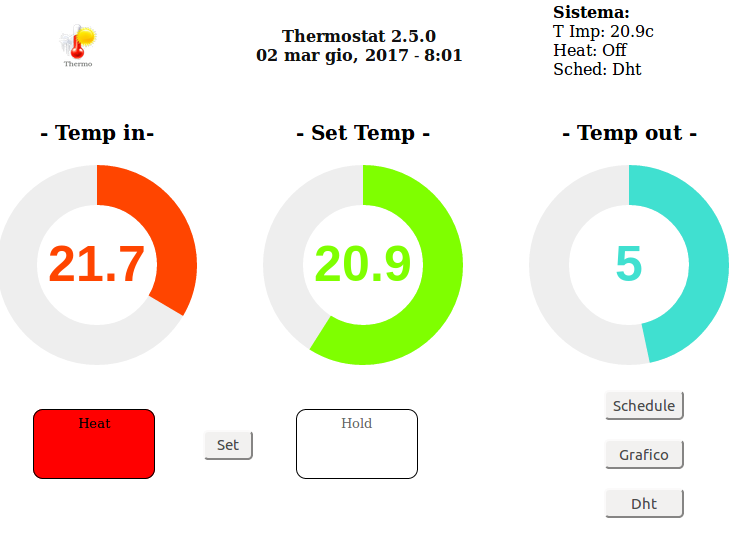 Thermo
Thermostat 2.5.0
02 mar gio, 2017 - 8:01
Sistema:
T Imp: 20.9c
Heat: Off
Sched: Dht
- Temp in-
- Set Temp -
- Temp out -
21.7
20.9
5
Heat
Set
Hold
Schedule
Grafico
Dht